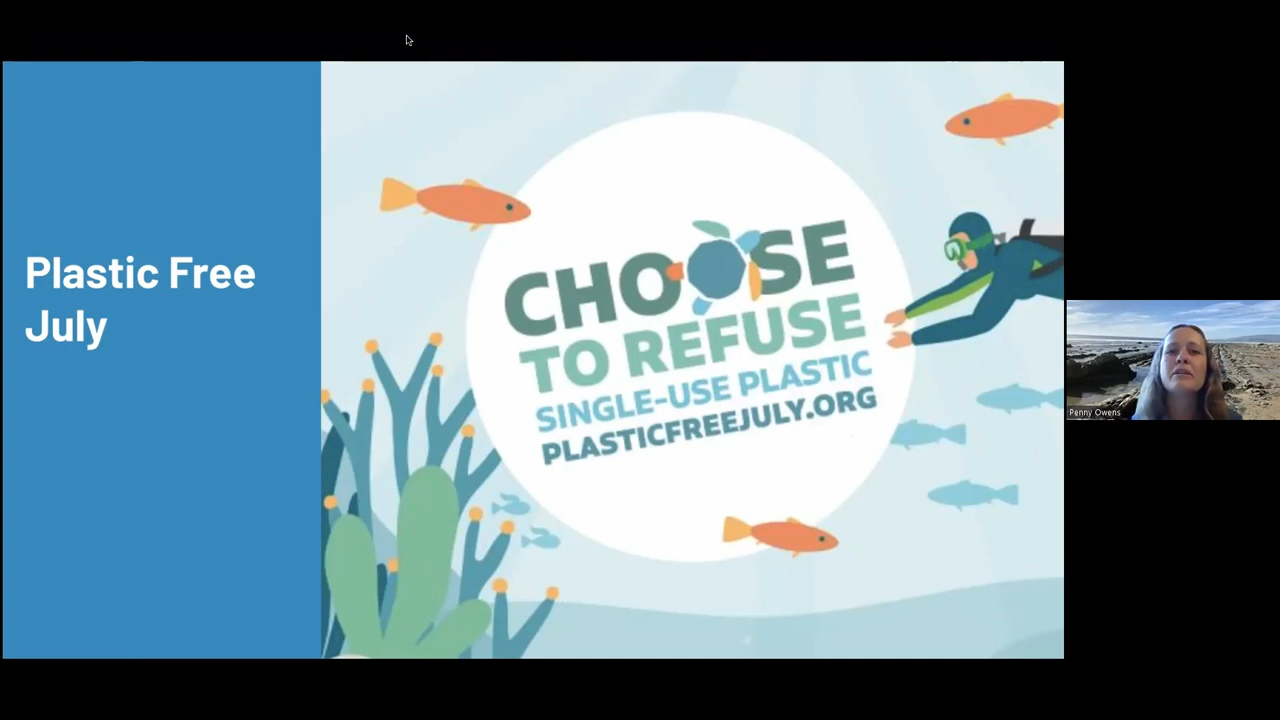 Plastic Free
July
CHOOSE
TO REFUSE
SINGLE-USE PLASTIC
PLASTICFREEJULY.ORG
Penny Owens